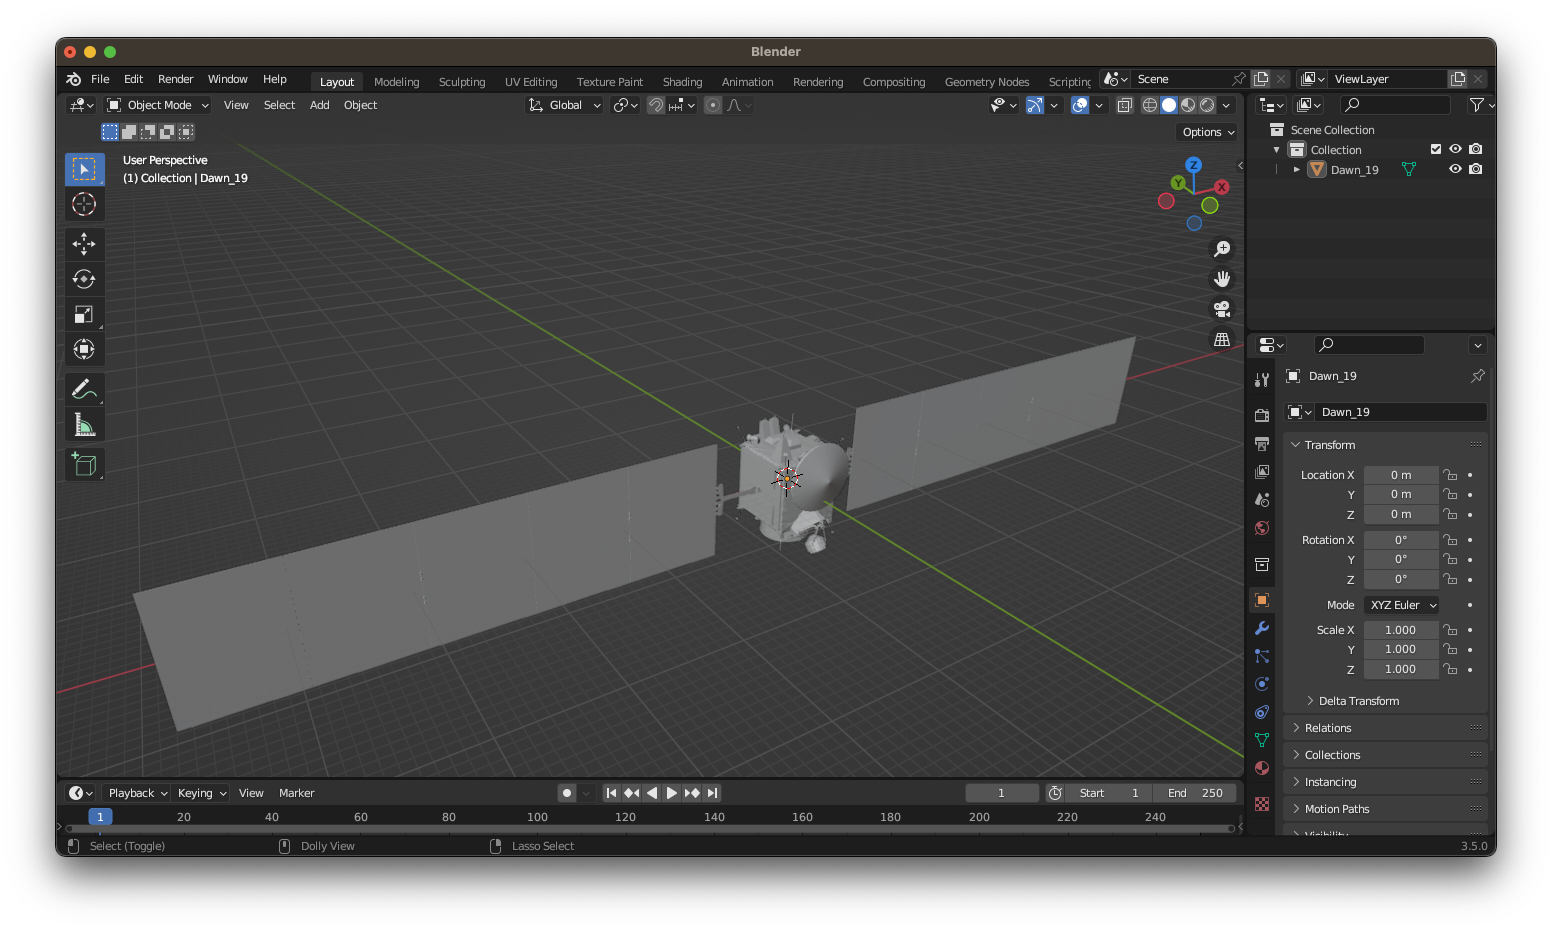 Blender
File Edit Render Window Help
Layout Modeling Sculpting UV Editing Texture Paint Shading Animation Rendering Compositing Geometry Nodes Scripting
Scene
ViewLayer
Object Mode View Select Add Object
Global
Options
User Perspective
(1) Collection | Dawn_19
Z
Y
X
Scene Collection
Collection
Dawn_19
Dawn_19
Dawn_19
Transform
Location X 0 m
Y 0 m
Z 0 m
Rotation X 0°
Y 0°
Z 0°
Mode XYZ Euler
Scale X 1.000
Y 1.000
Z 1.000
Delta Transform
Relations
Collections
Instancing
Motion Paths
Visibility
Playback Keying View Marker
1
Start 1
End 250
1 20 40 60 80 100 120 140 160 180 200 220 240
Select (Toggle)
Dolly View
Lasso Select
3.5.0